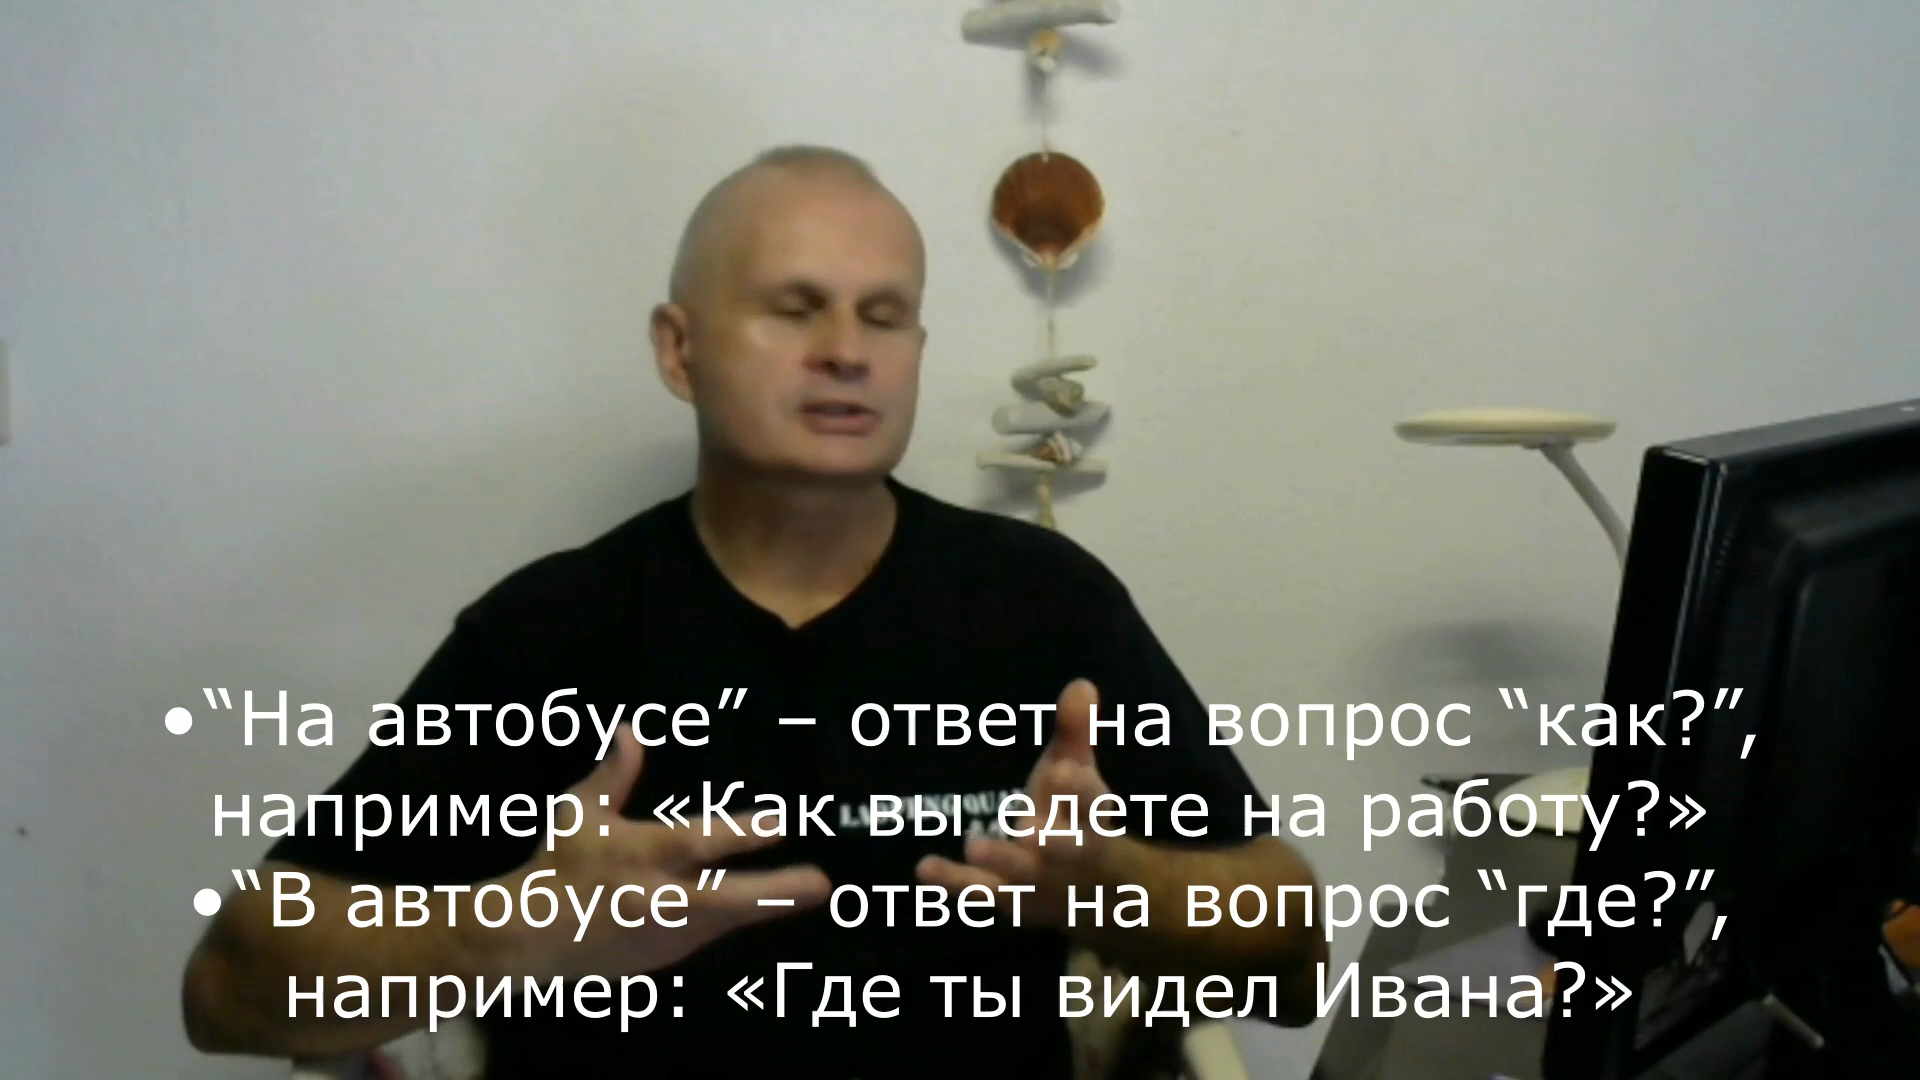 •“На автобусе” – ответ на вопрос “как?”,
например: «Как вы едете на работу?»
•“В автобусе” – ответ на вопрос “где?”,
например: «Где ты видел Ивана?»